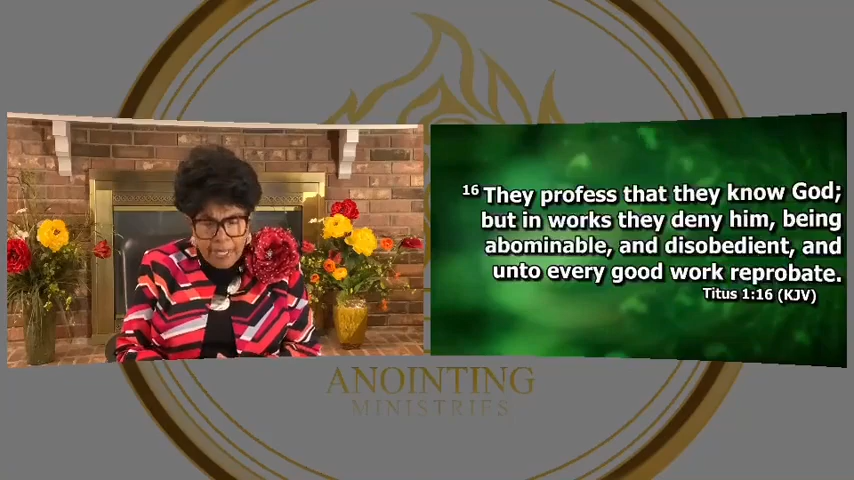 16 They profess that they know God;
but in works they deny him, being
abominable, and disobedient, and
unto every good work reprobate.
Titus 1:16 (KJV)
ANOINTING
MINISTRIES